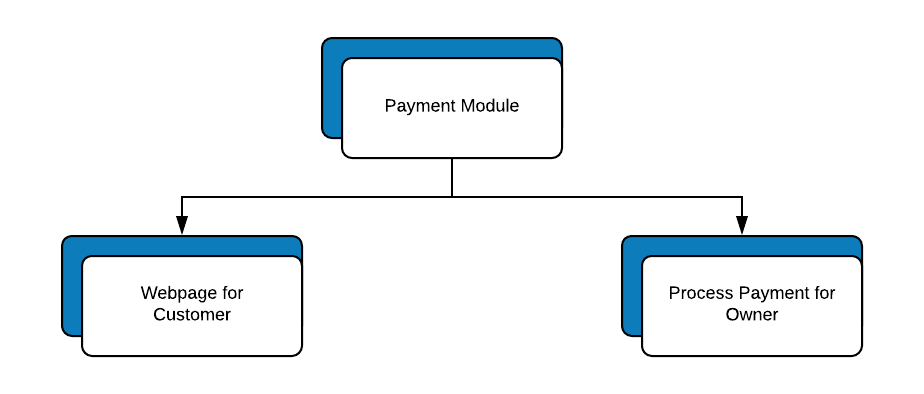 Payment Module
Webpage for
Customer
Process Payment for
Owner